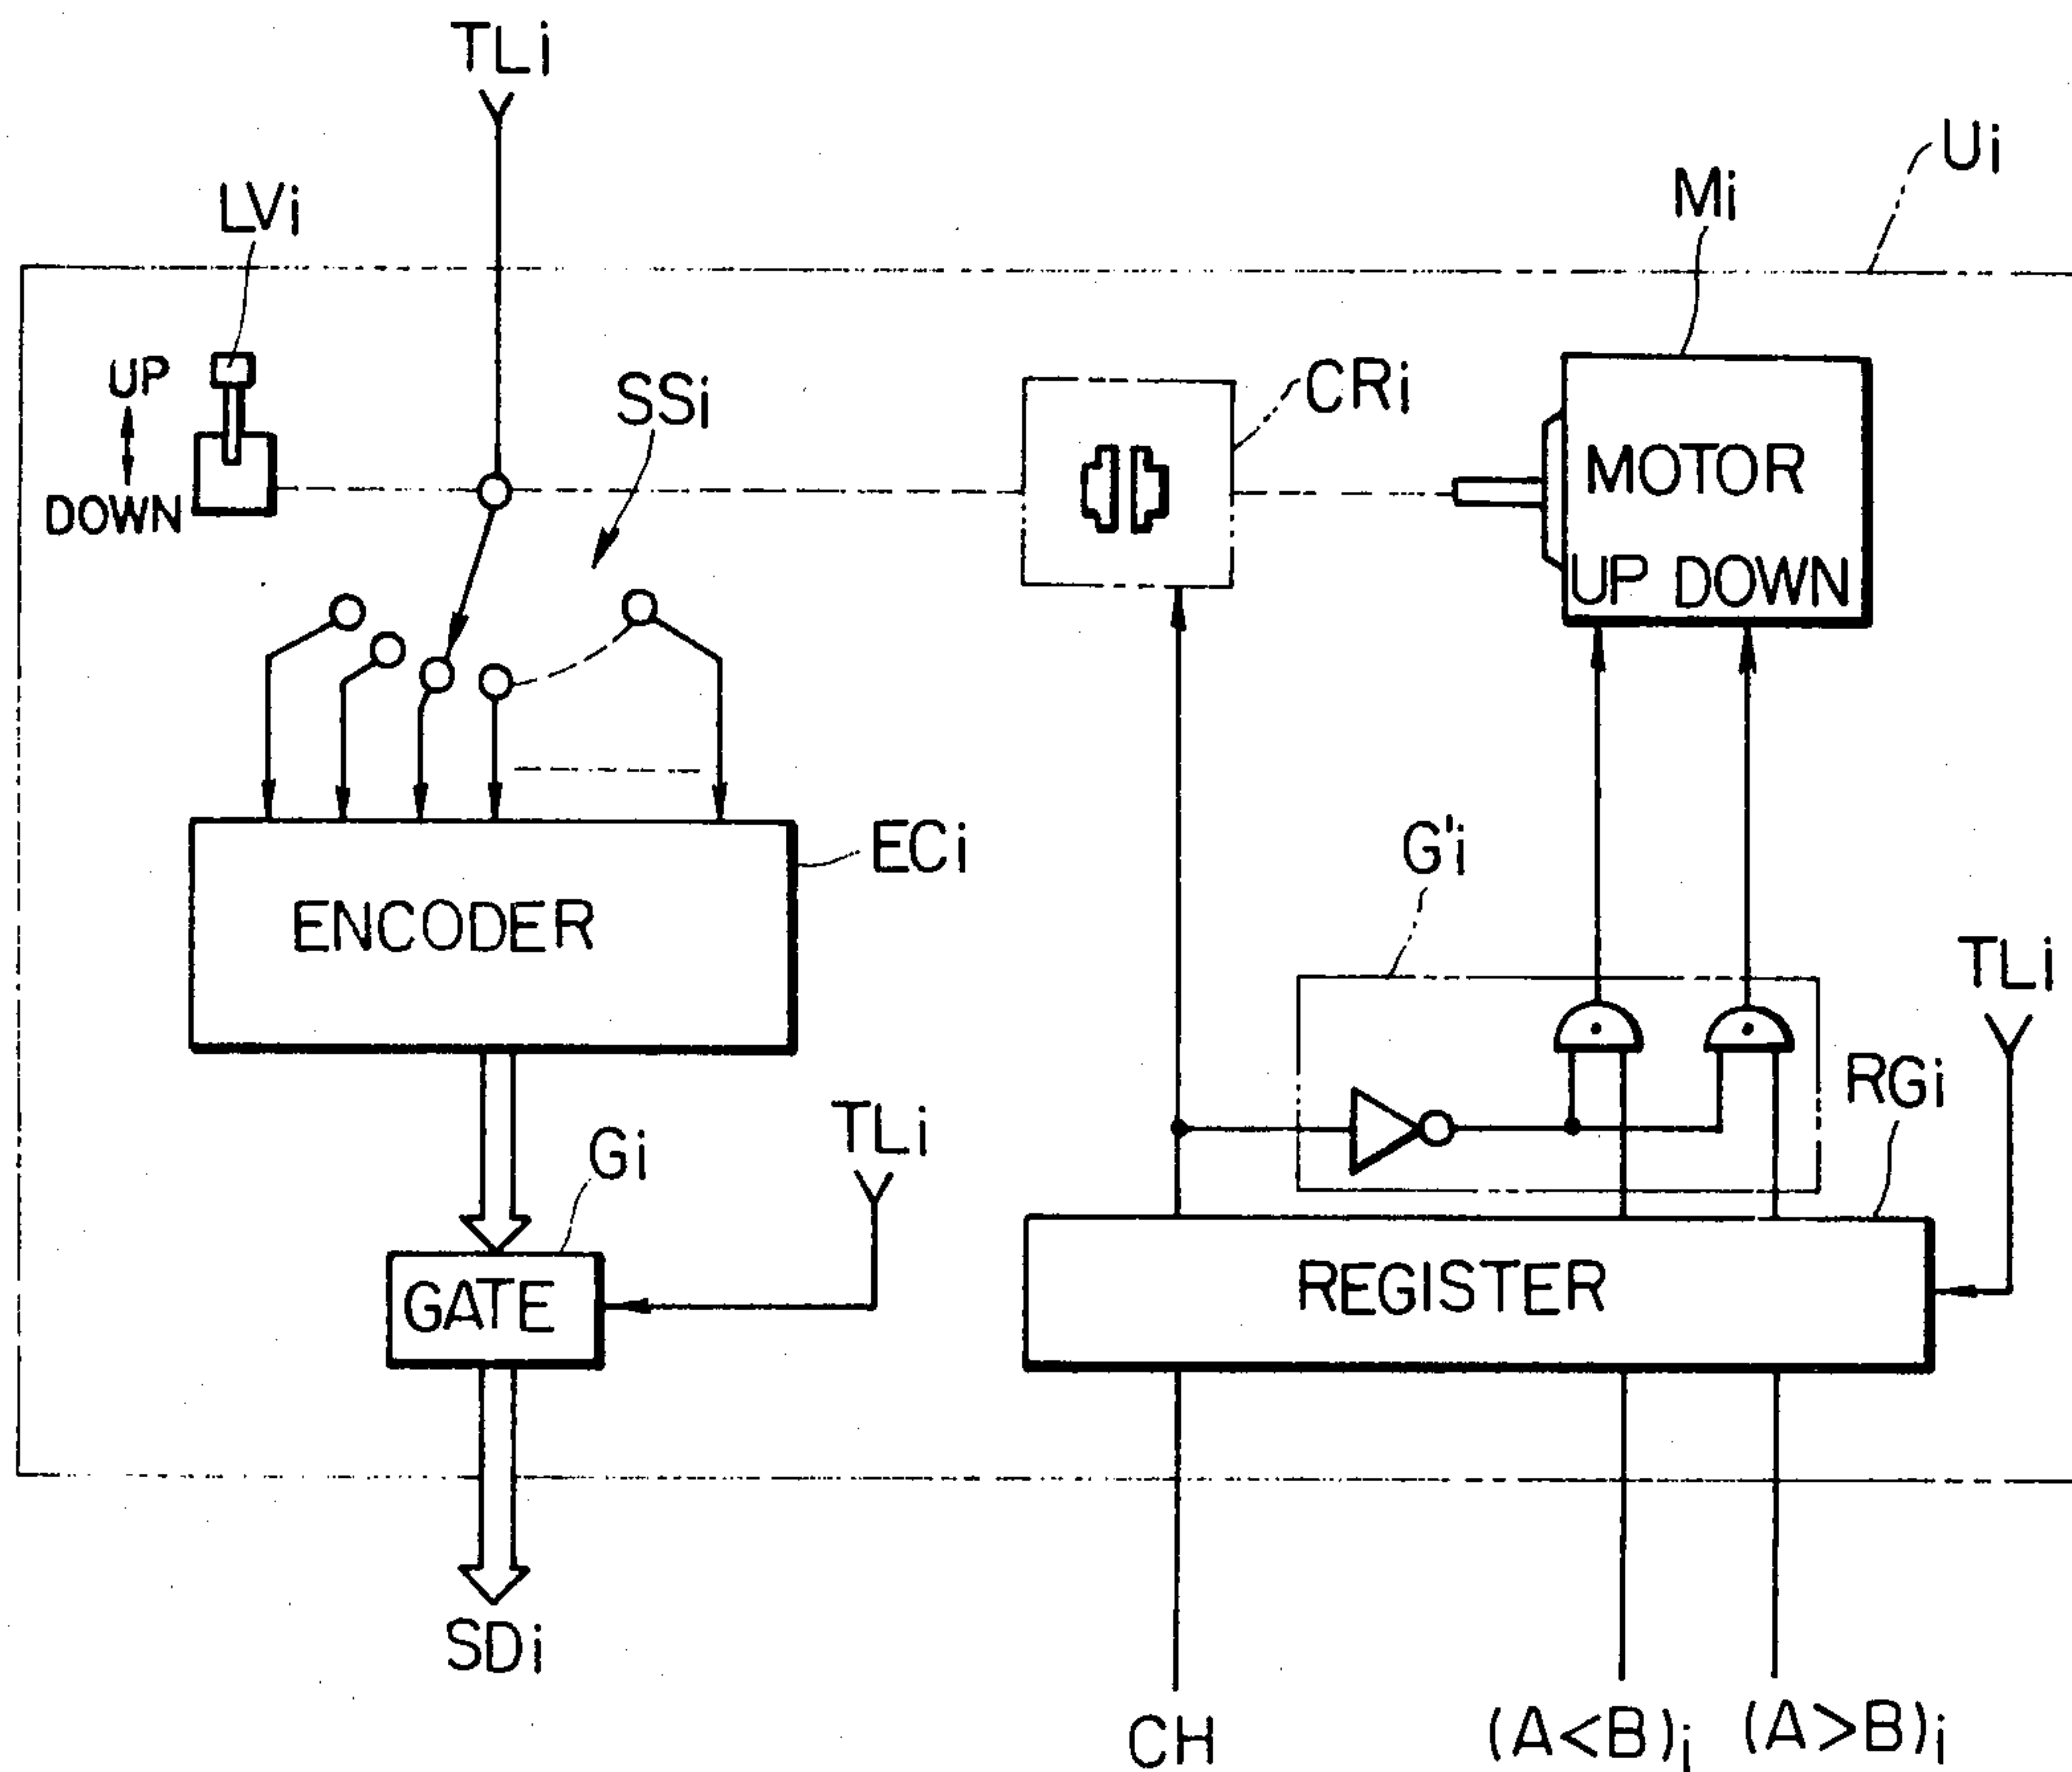 TLi
Ui
LVi
Mi
UP
SSi
CRi
DOWN
MOTOR
UP DOWN
ECi
G'i
ENCODER
TLi
RGi
TLi
Gi
GATE
REGISTER
SDi
CH
(A<B)i
(A>B)i